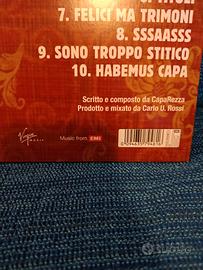 7. FELICI MA TRIMONI
8. SSSAASSS
9. SONO TROPPO STITICO
10. HABEMUS CAPA
Scritto e composto da CapaRezza
Prodotto e mixato da Carlo U. Rossi
Virgin
MUSIC
Music from EMI